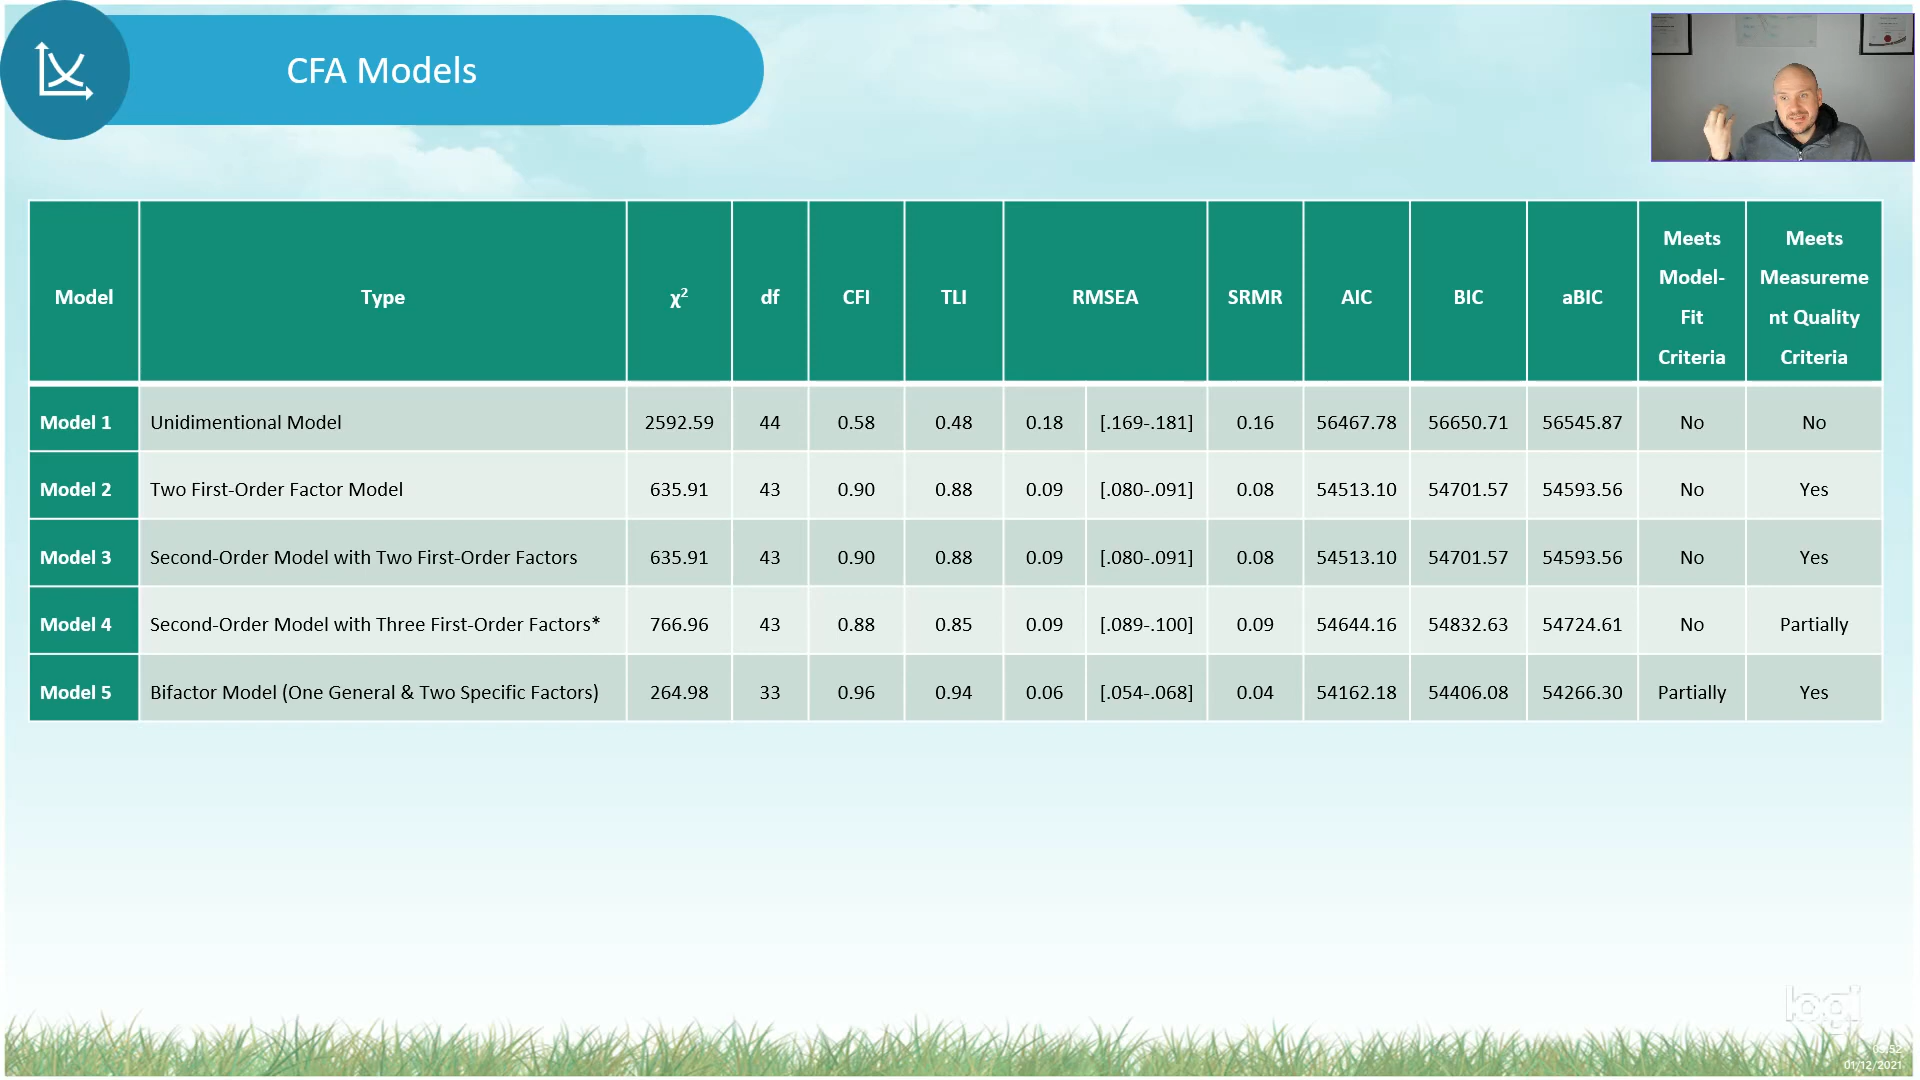 CFA Models
Model Type χ² df CFI TLI RMSEA SRMR AIC BIC aBIC Meets Model-Fit Criteria Meets Measurement Quality Criteria
Model 1 Unidimentional Model 2592.59 44 0.58 0.48 0.18 [.169-.181] 0.16 56467.78 56650.71 56545.87 No No
Model 2 Two First-Order Factor Model 635.91 43 0.90 0.88 0.09 [.080-.091] 0.08 54513.10 54701.57 54593.56 No Yes
Model 3 Second-Order Model with Two First-Order Factors 635.91 43 0.90 0.88 0.09 [.080-.091] 0.08 54513.10 54701.57 54593.56 No Yes
Model 4 Second-Order Model with Three First-Order Factors* 766.96 43 0.88 0.85 0.09 [.089-.100] 0.09 54644.16 54832.63 54724.61 No Partially
Model 5 Bifactor Model (One General & Two Specific Factors) 264.98 33 0.96 0.94 0.06 [.054-.068] 0.04 54162.18 54406.08 54266.30 Partially Yes
logi
01/12/2021